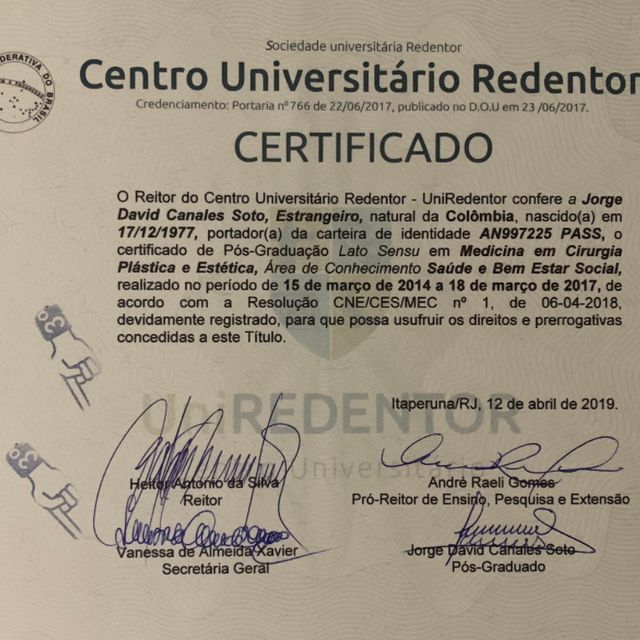 Sociedade universitária Redentor
Centro Universitário Redentor
Credenciamento: Portaria nº 766 de 22/06/2017, publicado no D.O.U em 23 /06/2017.
CERTIFICADO
O Reitor do Centro Universitário Redentor - UniRedentor confere a Jorge
David Canales Soto, Estrangeiro, natural da Colômbia, nascido(a) em
17/12/1977, portador(a) da carteira de identidade AN997225 PASS, o
certificado de Pós-Graduação Lato Sensu em Medicina em Cirurgia
Plástica e Estética, Área de Conhecimento Saúde e Bem Estar Social,
realizado no período de 15 de março de 2014 a 18 de março de 2017, de
acordo com a Resolução CNE/CES/MEC nº 1, de 06-04-2018,
devidamente registrado, para que possa usufruir os direitos e prerrogativas
concedidas a este Título.
Itaperuna/RJ, 12 de abril de 2019.
UniREDENTOR
Universitário
Heitor Antonio da Silva
Reitor
André Raeli Gomes
Pró-Reitor de Ensino, Pesquisa e Extensão
Vanessa de Almeida Xavier
Secretária Geral
Jorge David Canales Soto
Pós-Graduado